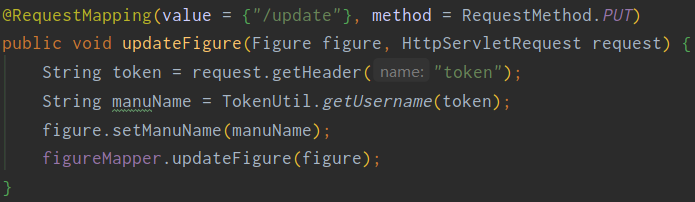 @RequestMapping(value = {"/update"}, method = RequestMethod.PUT)
public void updateFigure(Figure figure, HttpServletRequest request) {
String token = request.getHeader( name: "token");
String manuName = TokenUtil.getUsername(token);
figure.setManuName(manuName);
figureMapper.updateFigure(figure);
}